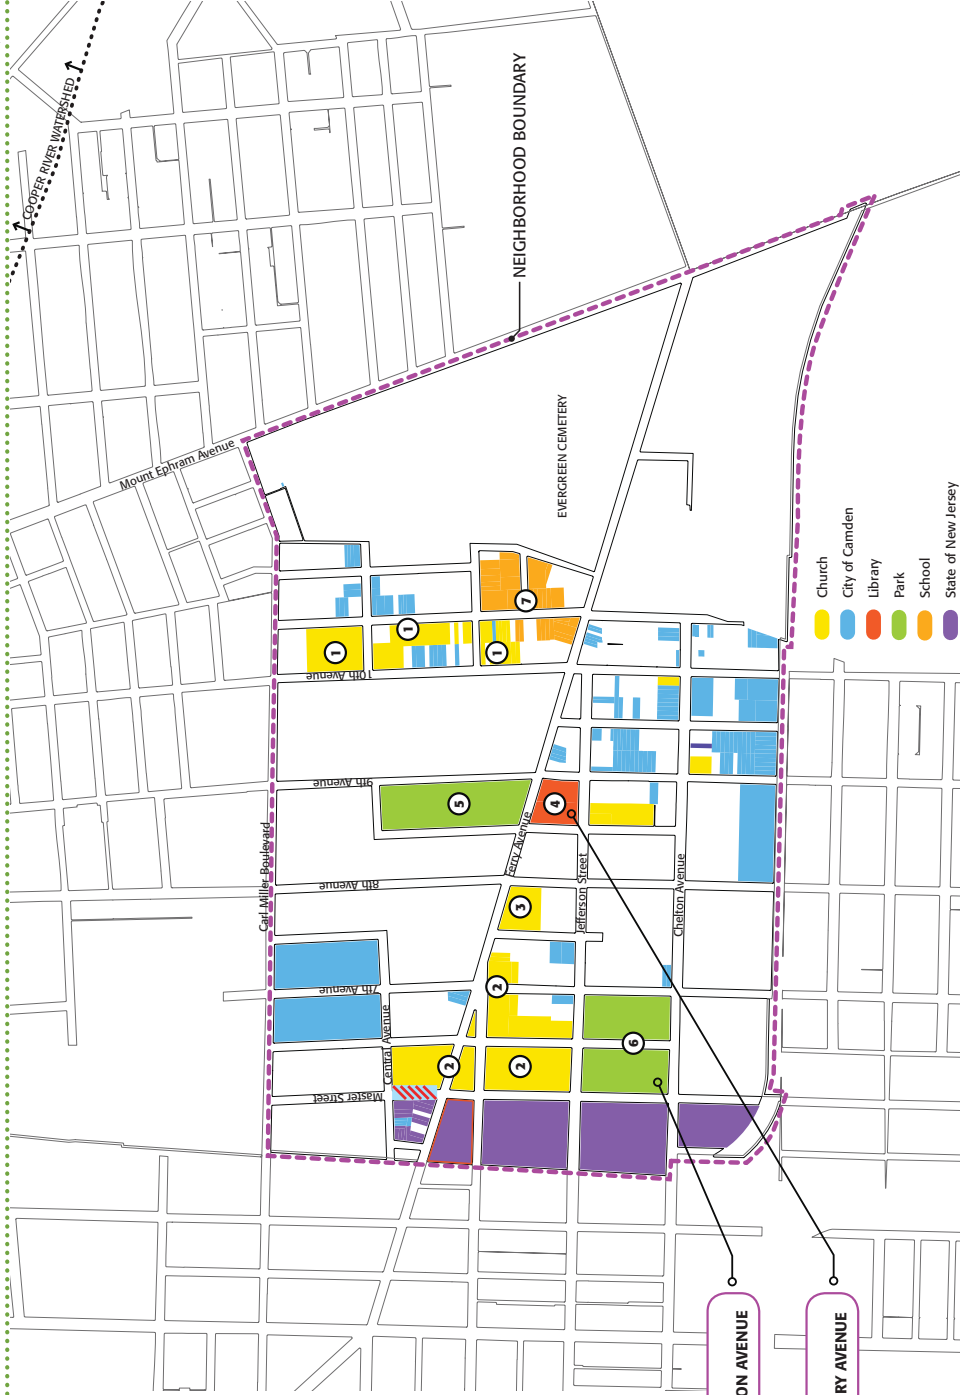 COOPER RIVER WATERSHED
NEIGHBORHOOD BOUNDARY
Mount Ephram Avenue
EVERGREEN CEMETERY
Carl Miller Boulevard
10th Avenue
9th Avenue
8th Avenue
7th Avenue
Central Avenue
Master Street
Ferry Avenue
Jefferson Street
Chelton Avenue
1
1
1
7
5
4
3
2
2
2
6
Church
City of Camden
Library
Park
School
State of New Jersey
ON AVENUE
RY AVENUE